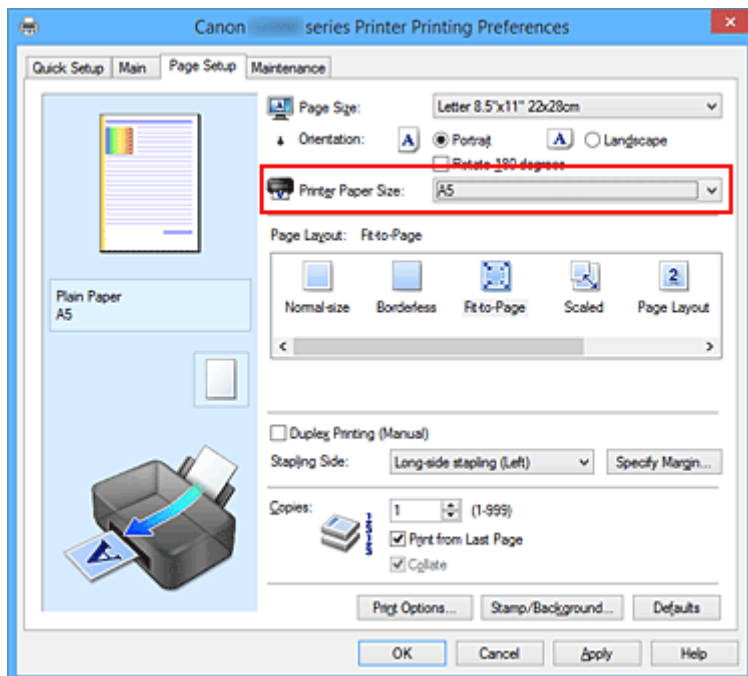 Canon series Printer Printing Preferences
Quick Setup Main Page Setup Maintenance
Page Size: Letter 8.5"x11" 22x28cm
Orientation: A Portrait A Landscape
Rotate 180 degrees
Printer Paper Size: A5
Page Layout: Fit-to-Page
Normal-size Borderless Fit-to-Page Scaled 2 Page Layout
Plain Paper
A5
Duplex Printing (Manual)
Stapling Side: Long-side stapling (Left) Specify Margin...
Copies: 1 (1-999)
Print from Last Page
Collate
Print Options... Stamp/Background... Defaults
OK Cancel Apply Help